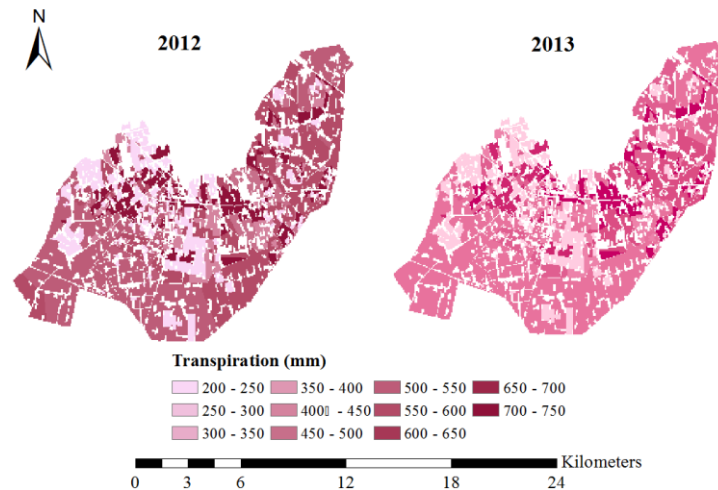 N
2012
2013
Transpiration (mm)
200 - 250 350 - 400 500 - 550 650 - 700
250 - 300 400▯ - 450 550 - 600 700 - 750
300 - 350 450 - 500 600 - 650
Kilometers
0 3 6 12 18 24